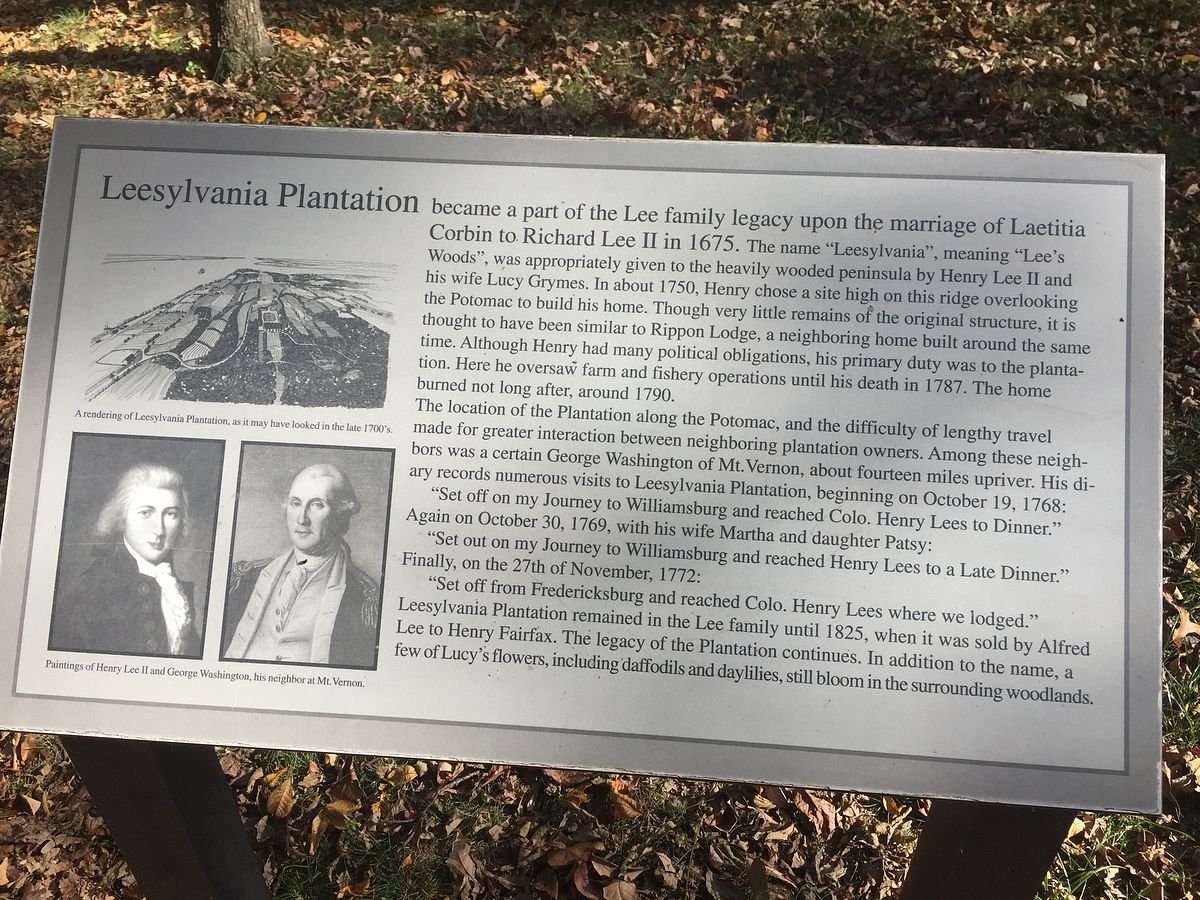 Leesylvania Plantation became a part of the Lee family legacy upon the marriage of Laetitia
Corbin to Richard Lee II in 1675. The name “Leesylvania”, meaning “Lee’s
Woods”, was appropriately given to the heavily wooded peninsula by Henry Lee II and
his wife Lucy Grymes. In about 1750, Henry chose a site high on this ridge overlooking
the Potomac to build his home. Though very little remains of the original structure, it is
thought to have been similar to Rippon Lodge, a neighboring home built around the same
time. Although Henry had many political obligations, his primary duty was to the planta-
tion. Here he oversaw farm and fishery operations until his death in 1787. The home
burned not long after, around 1790.
The location of the Plantation along the Potomac, and the difficulty of lengthy travel
made for greater interaction between neighboring plantation owners. Among these neigh-
bors was a certain George Washington of Mt. Vernon, about fourteen miles upriver. His di-
ary records numerous visits to Leesylvania Plantation, beginning on October 19, 1768:
“Set off on my Journey to Williamsburg and reached Colo. Henry Lees to Dinner.”
Again on October 30, 1769, with his wife Martha and daughter Patsy:
“Set out on my Journey to Williamsburg and reached Henry Lees to a Late Dinner.”
Finally, on the 27th of November, 1772:
“Set off from Fredericksburg and reached Colo. Henry Lees where we lodged.”
Leesylvania Plantation remained in the Lee family until 1825, when it was sold by Alfred
Lee to Henry Fairfax. The legacy of the Plantation continues. In addition to the name, a
few of Lucy’s flowers, including daffodils and daylilies, still bloom in the surrounding woodlands.
A rendering of Leesylvania Plantation, as it may have looked in the late 1700’s.
Paintings of Henry Lee II and George Washington, his neighbor at Mt. Vernon.